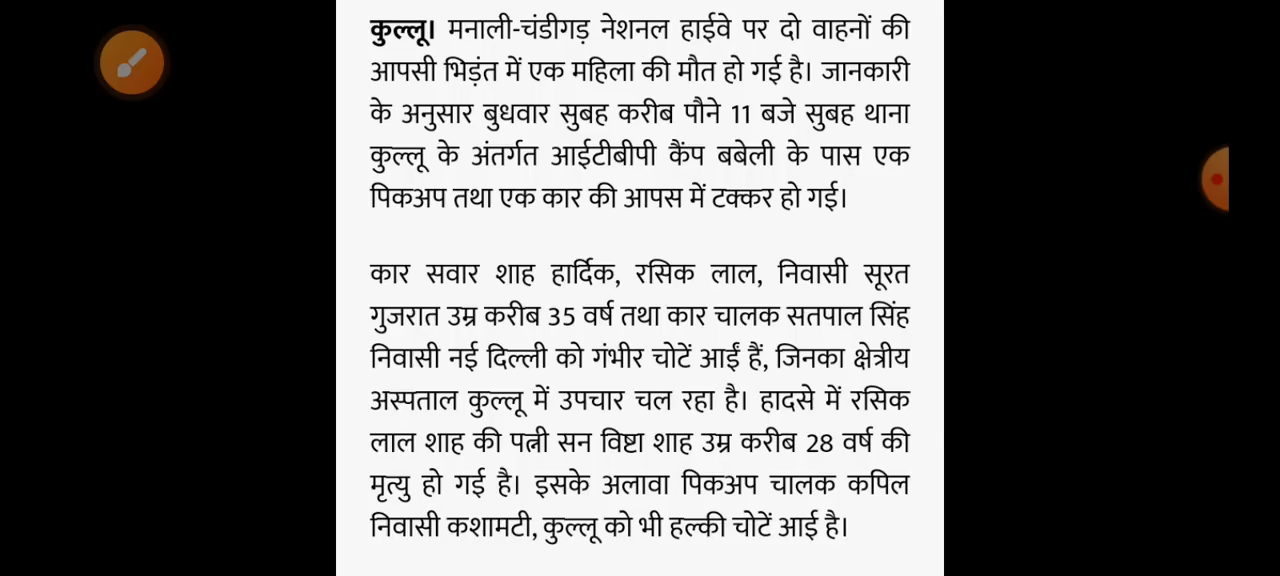 कुल्लू। मनाली-चंडीगड़ नेशनल हाईवे पर दो वाहनों की
आपसी भिड़ंत में एक महिला की मौत हो गई है। जानकारी
के अनुसार बुधवार सुबह करीब पौने 11 बजे सुबह थाना
कुल्लू के अंतर्गत आईटीबीपी कैंप बबेली के पास एक
पिकअप तथा एक कार की आपस में टक्कर हो गई।
कार सवार शाह हार्दिक, रसिक लाल, निवासी सूरत
गुजरात उम्र करीब 35 वर्ष तथा कार चालक सतपाल सिंह
निवासी नई दिल्ली को गंभीर चोटें आईं हैं, जिनका क्षेत्रीय
अस्पताल कुल्लू में उपचार चल रहा है। हादसे में रसिक
लाल शाह की पत्नी सन विष्टा शाह उम्र करीब 28 वर्ष की
मृत्यु हो गई है। इसके अलावा पिकअप चालक कपिल
निवासी कशामटी, कुल्लू को भी हल्की चोटें आई है।